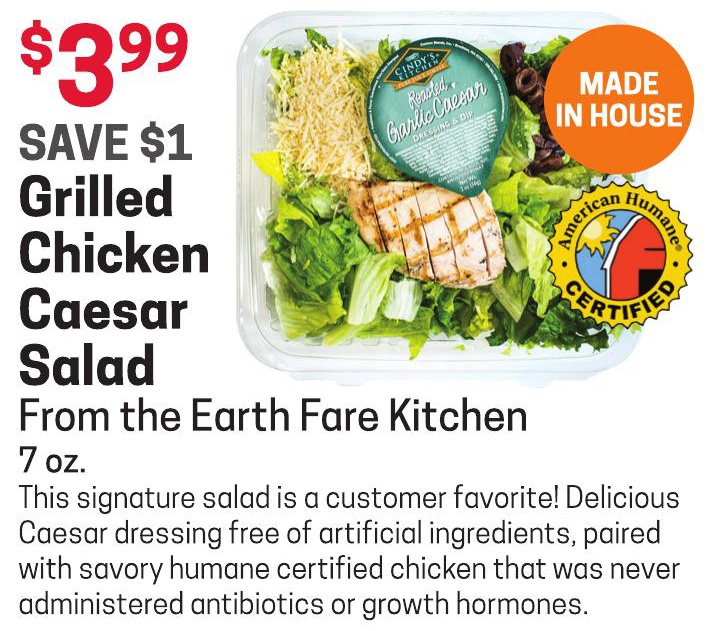 $3.99
SAVE $1
Grilled
Chicken
Caesar
Salad
From the Earth Fare Kitchen
7 oz.
This signature salad is a customer favorite! Delicious
Caesar dressing free of artificial ingredients, paired
with savory humane certified chicken that was never
administered antibiotics or growth hormones.
CINDY'S
KITCHEN
Roasted
Garlic Caesar
DRESSING & DIP
MADE
IN HOUSE
American Humane®
CERTIFIED